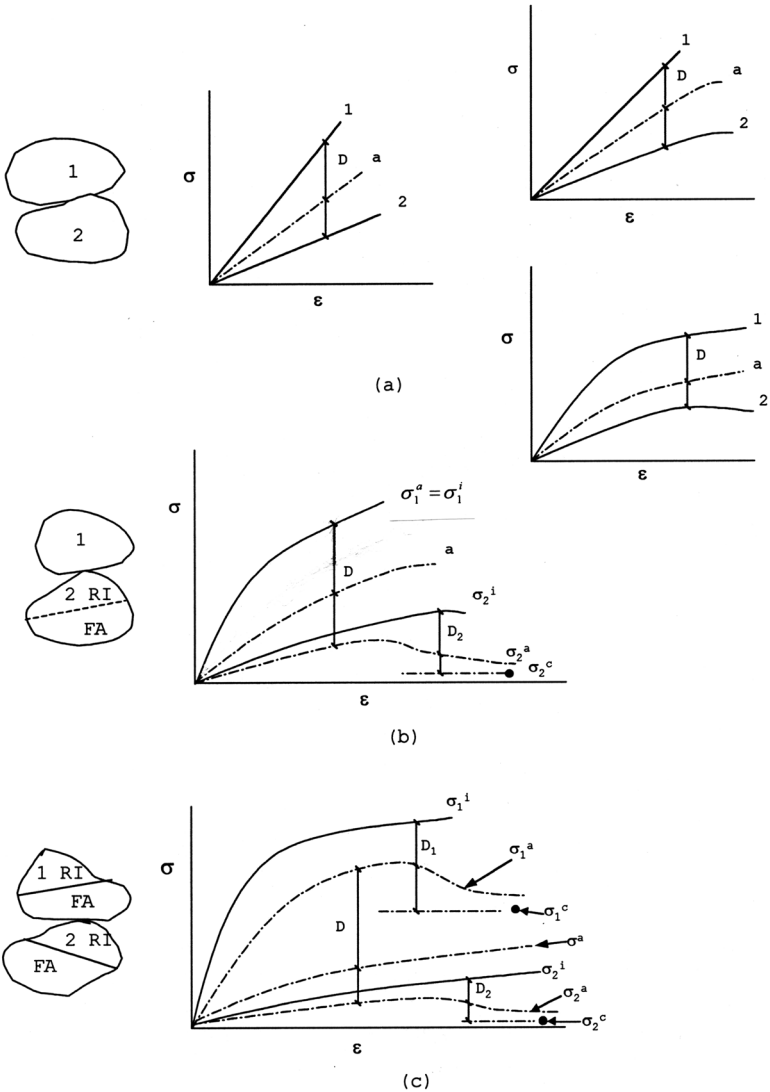 1
2
σ
1
D
a
2
ε
σ
1
D
a
2
ε
σ
1
D
a
2
ε
(a)
1
2 RI
FA
σ
σ₁ᵃ = σ₁ⁱ
a
D
σ₂ⁱ
D₂
σ₂ᵃ
σ₂ᶜ
ε
(b)
1 RI
FA
2 RI
FA
σ
σ₁ⁱ
D₁
σ₁ᵃ
σ₁ᶜ
D
σᵃ
σ₂ⁱ
D₂
σ₂ᵃ
σ₂ᶜ
ε
(c)